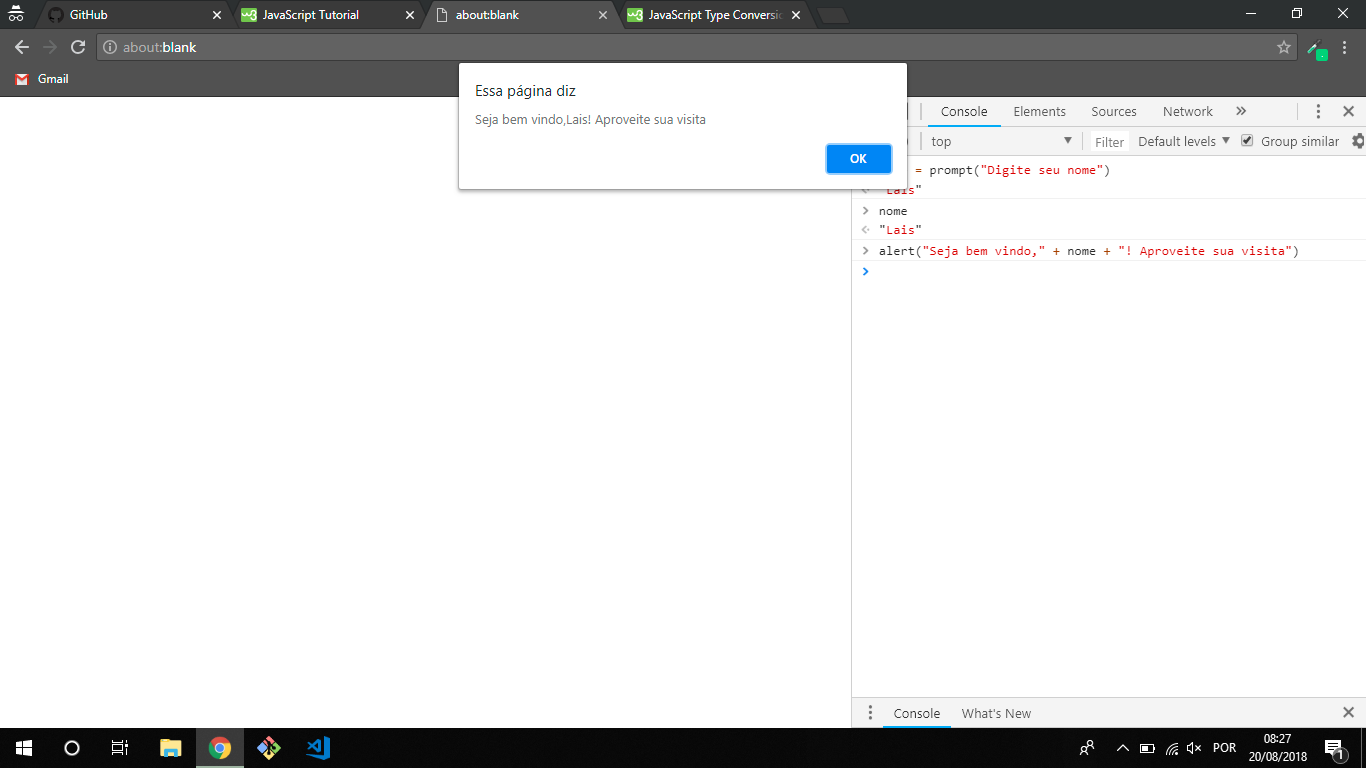 GitHub
JavaScript Tutorial
about:blank
JavaScript Type Conversi
about:blank
Gmail
Essa página diz
Seja bem vindo,Lais! Aproveite sua visita
OK
Console Elements Sources Network
top Filter Default levels Group similar
= prompt("Digite seu nome")
"Lais"
nome
"Lais"
alert("Seja bem vindo," + nome + "! Aproveite sua visita")
Console What's New
POR
08:27
20/08/2018
1